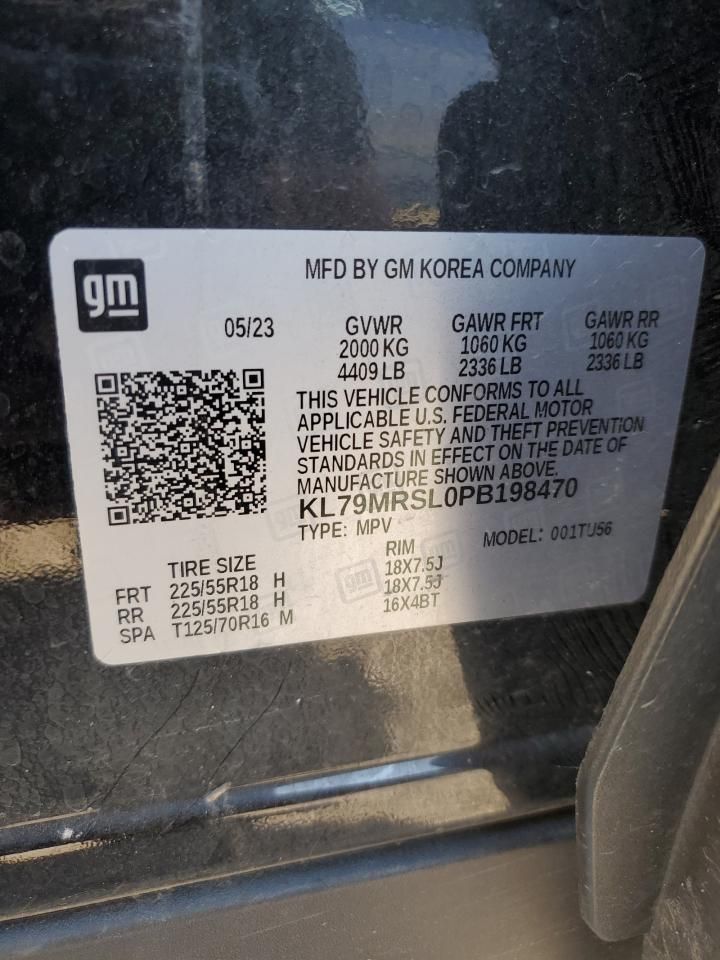 gm
MFD BY GM KOREA COMPANY
05/23 GVWR GAWR FRT GAWR RR
2000 KG 1060 KG 1060 KG
4409 LB 2336 LB 2336 LB
THIS VEHICLE CONFORMS TO ALL
APPLICABLE U.S. FEDERAL MOTOR
VEHICLE SAFETY AND THEFT PREVENTION
STANDARDS IN EFFECT ON THE DATE OF
MANUFACTURE SHOWN ABOVE.
KL79MRSL0PB198470
TYPE: MPV MODEL: 001TU56
TIRE SIZE RIM
FRT 225/55R18 H 18X7.5J
RR 225/55R18 H 18X7.5J
SPA T125/70R16 M 16X4BT
gm